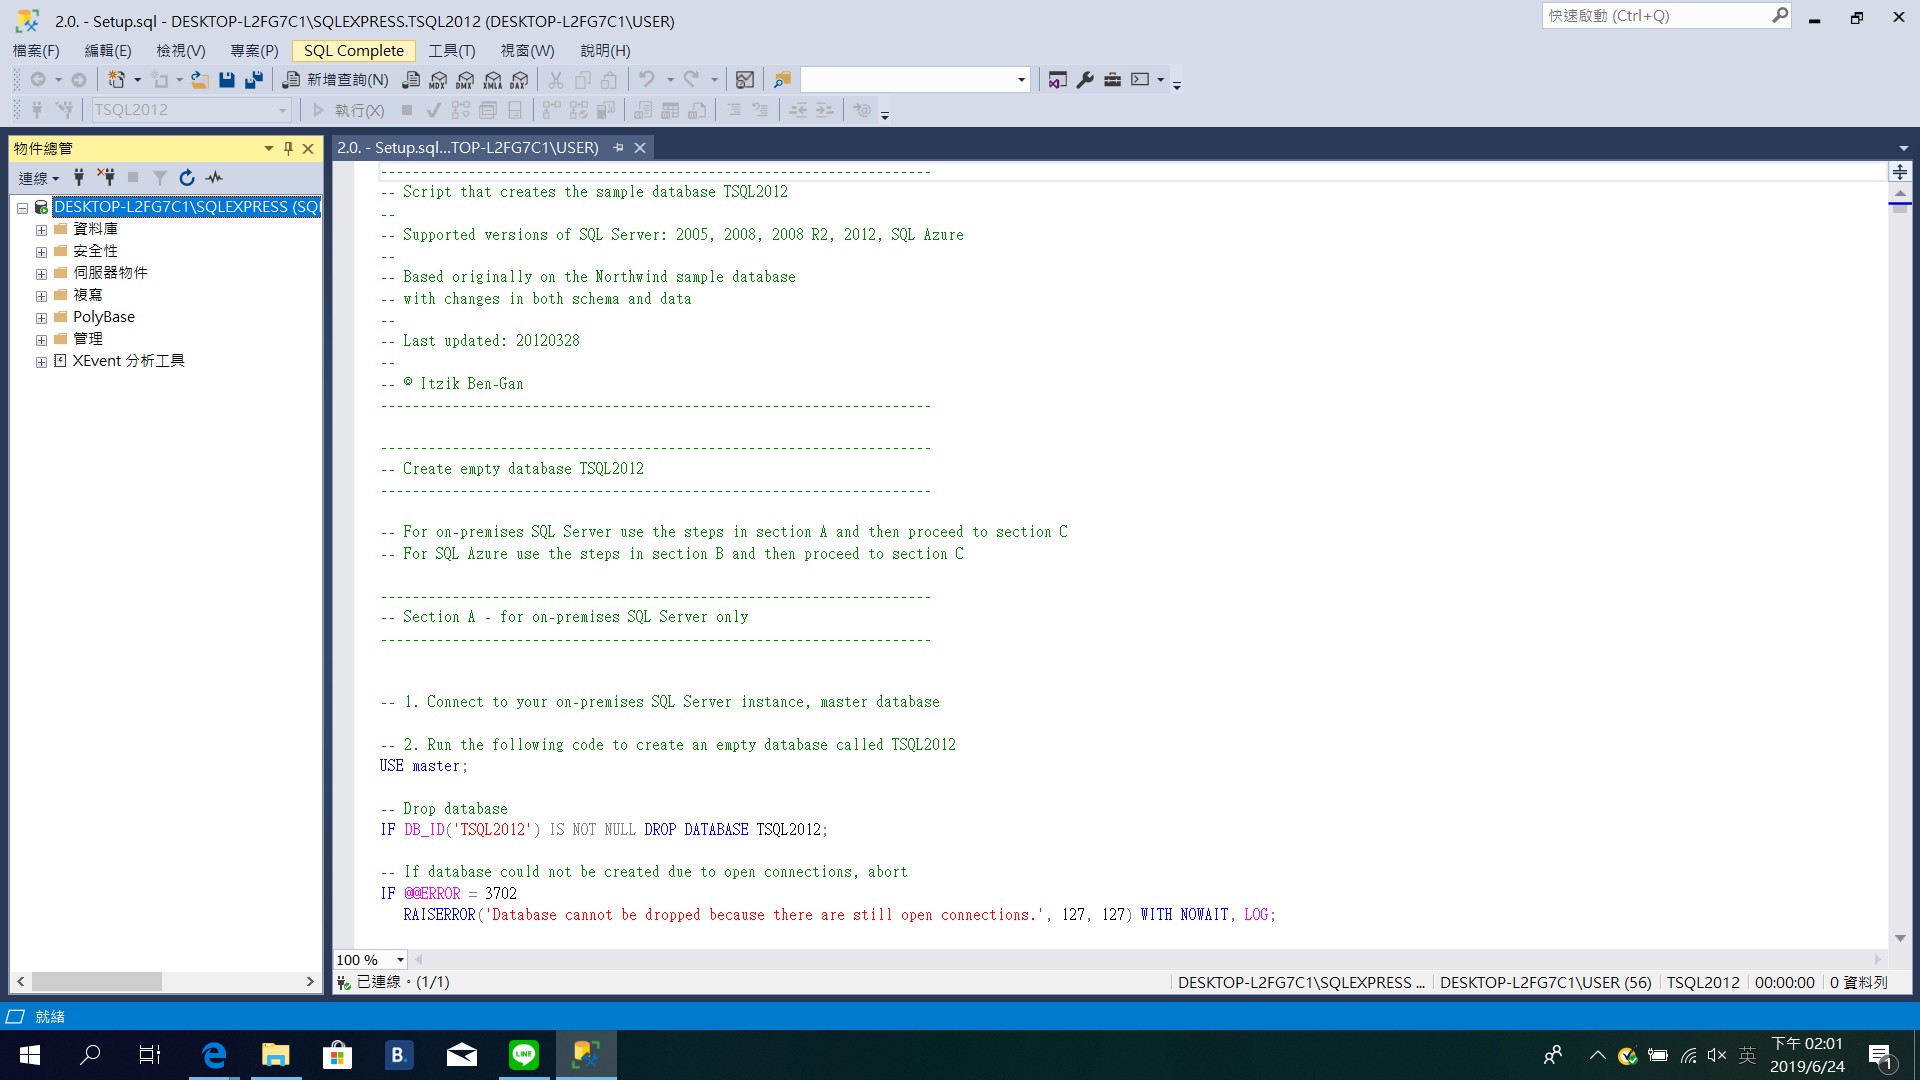 2.0. - Setup.sql - DESKTOP-L2FG7C1\SQLEXPRESS.TSQL2012 (DESKTOP-L2FG7C1\USER)
快速啟動 (Ctrl+Q)
檔案(F) 編輯(E) 檢視(V) 專案(P) SQL Complete 工具(T) 視窗(W) 說明(H)
新增查詢(N) MDX DMX XMLA DAX
TSQL2012 執行(X)
物件總管
2.0. - Setup.sql...TOP-L2FG7C1\USER)
連線
DESKTOP-L2FG7C1\SQLEXPRESS (SQL
資料庫
安全性
伺服器物件
複寫
PolyBase
管理
XEvent 分析工具
---------------------------------------------------------------------
-- Script that creates the sample database TSQL2012
--
-- Supported versions of SQL Server: 2005, 2008, 2008 R2, 2012, SQL Azure
--
-- Based originally on the Northwind sample database
-- with changes in both schema and data
--
-- Last updated: 20120328
--
-- © Itzik Ben-Gan
---------------------------------------------------------------------
---------------------------------------------------------------------
-- Create empty database TSQL2012
---------------------------------------------------------------------
-- For on-premises SQL Server use the steps in section A and then proceed to section C
-- For SQL Azure use the steps in section B and then proceed to section C
---------------------------------------------------------------------
-- Section A - for on-premises SQL Server only
---------------------------------------------------------------------
-- 1. Connect to your on-premises SQL Server instance, master database
-- 2. Run the following code to create an empty database called TSQL2012
USE master;
-- Drop database
IF DB_ID('TSQL2012') IS NOT NULL DROP DATABASE TSQL2012;
-- If database could not be created due to open connections, abort
IF @@ERROR = 3702
RAISERROR('Database cannot be dropped because there are still open connections.', 127, 127) WITH NOWAIT, LOG;
100 %
已連線。(1/1) DESKTOP-L2FG7C1\SQLEXPRESS ... DESKTOP-L2FG7C1\USER (56) TSQL2012 00:00:00 0 資料列
就緒
B.
LINE
英
下午 02:01
2019/6/24
1